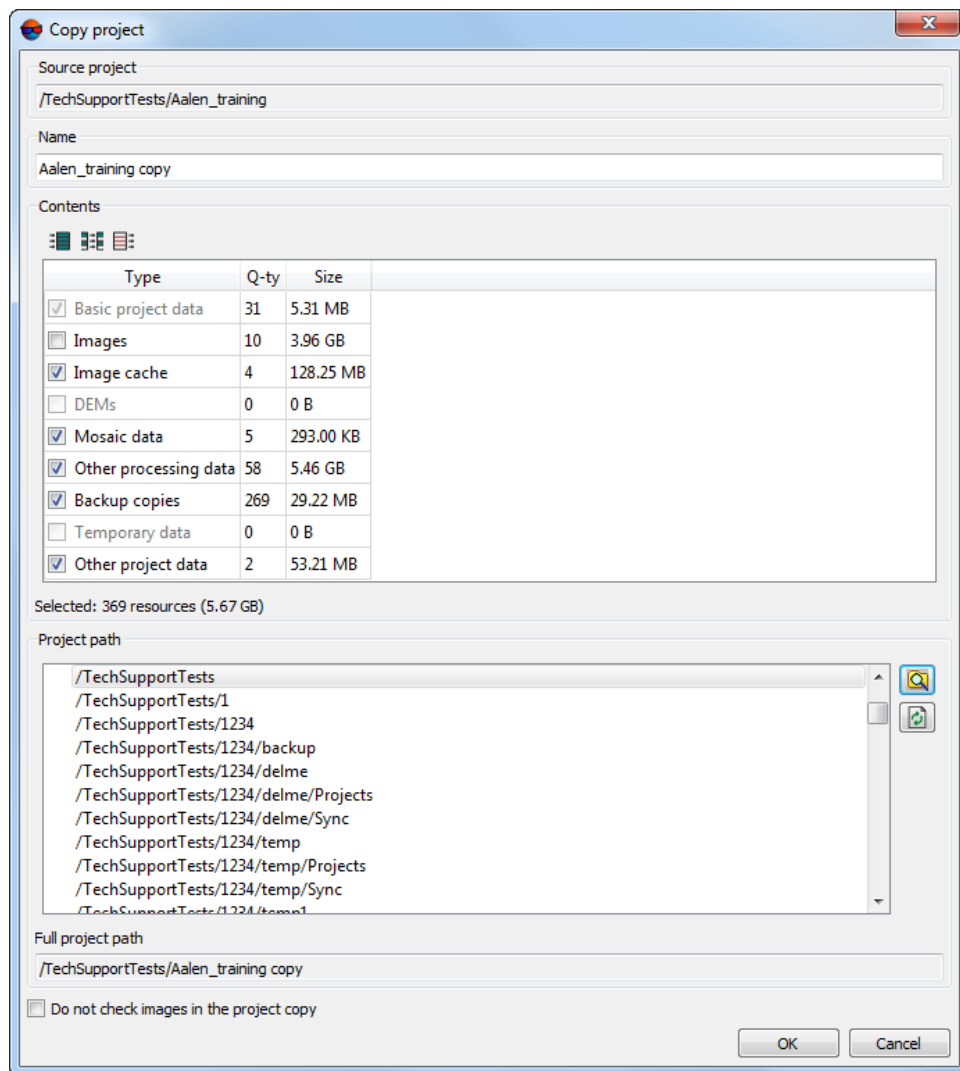 Copy project
Source project
/TechSupportTests/Aalen_training
Name
Aalen_training copy
Contents
Type Q-ty Size
Basic project data 31 5.31 MB
Images 10 3.96 GB
Image cache 4 128.25 MB
DEMs 0 0 B
Mosaic data 5 293.00 KB
Other processing data 58 5.46 GB
Backup copies 269 29.22 MB
Temporary data 0 0 B
Other project data 2 53.21 MB
Selected: 369 resources (5.67 GB)
Project path
/TechSupportTests
/TechSupportTests/1
/TechSupportTests/1234
/TechSupportTests/1234/backup
/TechSupportTests/1234/delme
/TechSupportTests/1234/delme/Projects
/TechSupportTests/1234/delme/Sync
/TechSupportTests/1234/temp
/TechSupportTests/1234/temp/Projects
/TechSupportTests/1234/temp/Sync
/TechSupportTests/1234/temp1
Full project path
/TechSupportTests/Aalen_training copy
Do not check images in the project copy
OK Cancel